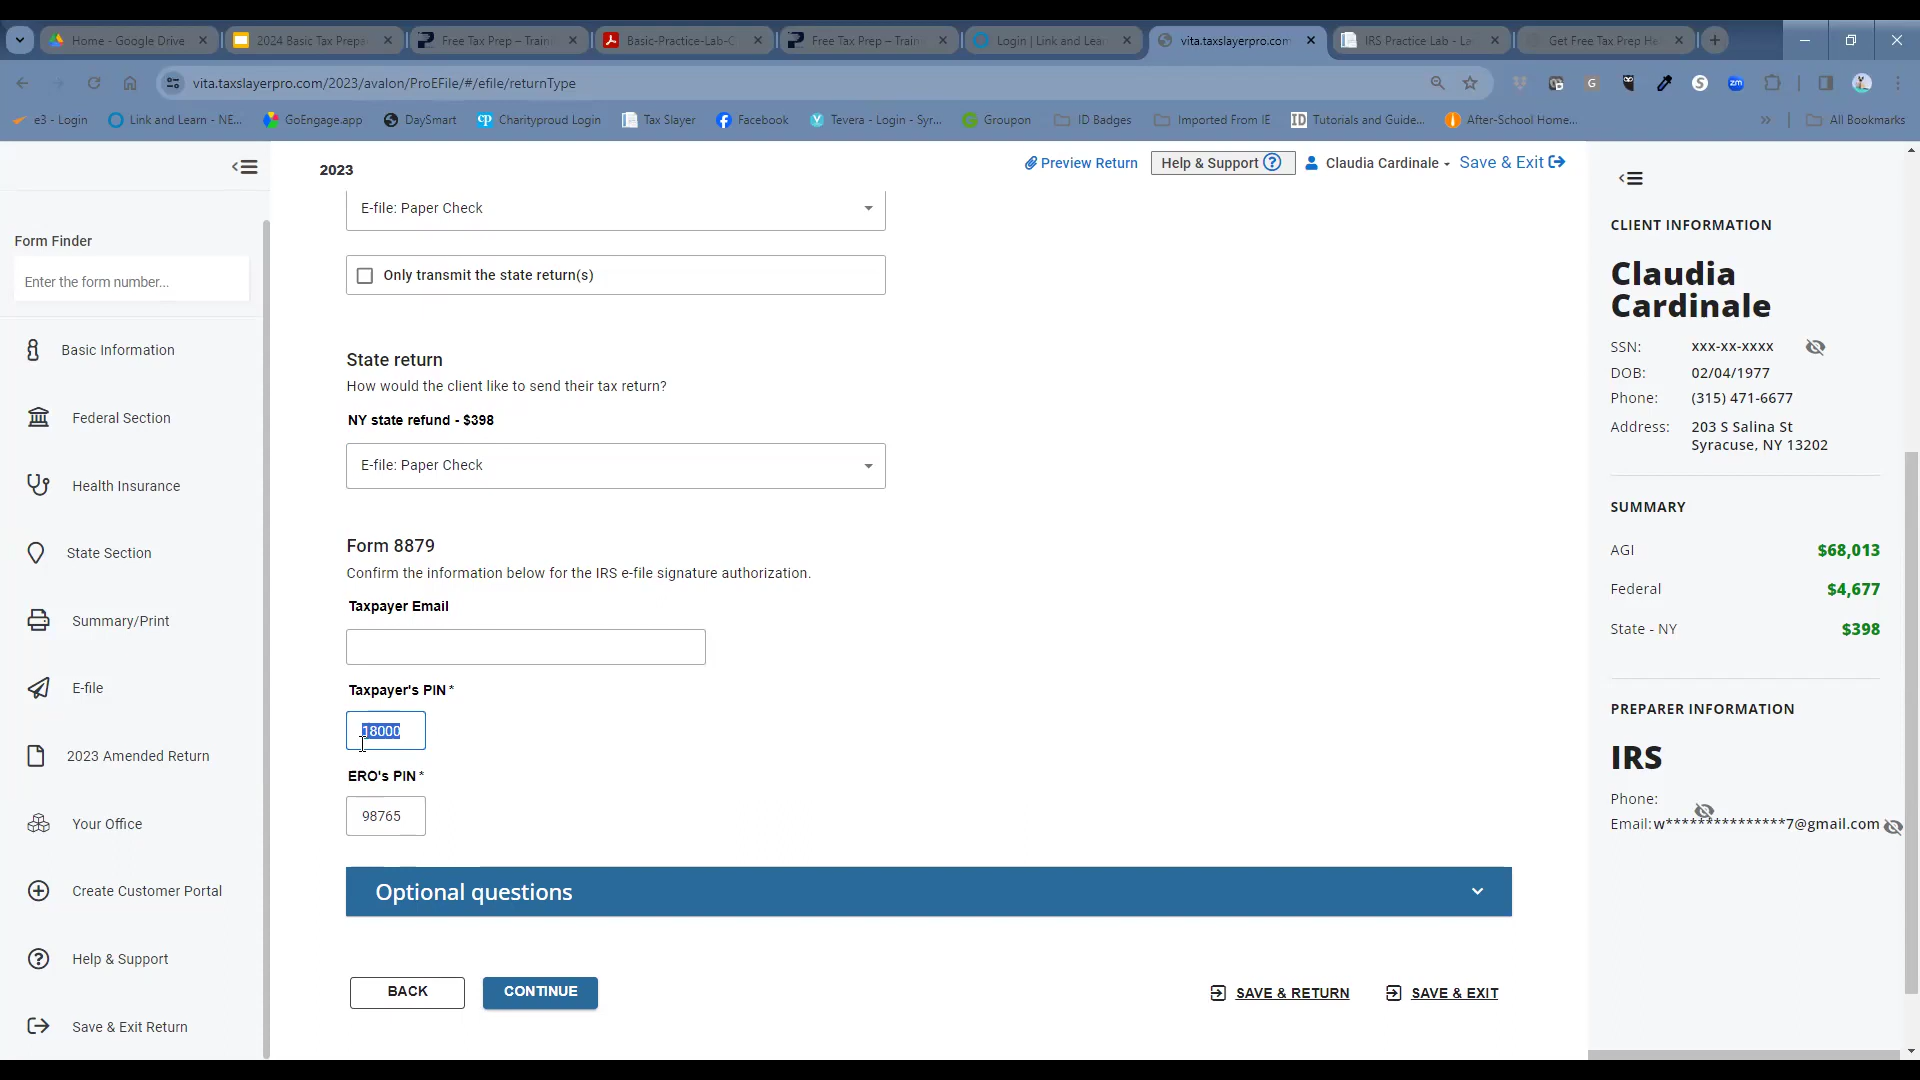 Home - Google Drive
2024 Basic Tax Prepa
Free Tax Prep – Train
Basic-Practice-Lab-C
Free Tax Prep – Train
Login | Link and Lea
vita.taxslayerpro.com
IRS Practice Lab - La
Get Free Tax Prep He
vita.taxslayerpro.com/2023/avalon/ProEFile/#/efile/returnType
e3 - Login
Link and Learn - NE...
GoEngage.app
DaySmart
Charityproud Login
Tax Slayer
Facebook
Tevera - Login - Syr...
Groupon
ID Badges
Imported From IE
Tutorials and Guide...
After-School Home...
All Bookmarks
2023
Preview Return
Help & Support
Claudia Cardinale
Save & Exit
Form Finder
Enter the form number...
Basic Information
Federal Section
Health Insurance
State Section
Summary/Print
E-file
2023 Amended Return
Your Office
Create Customer Portal
Help & Support
Save & Exit Return
E-file: Paper Check
Only transmit the state return(s)
State return
How would the client like to send their tax return?
NY state refund - $398
E-file: Paper Check
Form 8879
Confirm the information below for the IRS e-file signature authorization.
Taxpayer Email
Taxpayer's PIN *
18000
ERO's PIN *
98765
Optional questions
BACK
CONTINUE
SAVE & RETURN
SAVE & EXIT
CLIENT INFORMATION
Claudia
Cardinale
SSN: xxx-xx-xxxx
DOB: 02/04/1977
Phone: (315) 471-6677
Address: 203 S Salina St
Syracuse, NY 13202
SUMMARY
AGI $68,013
Federal $4,677
State - NY $398
PREPARER INFORMATION
IRS
Phone:
Email: w***************7@gmail.com